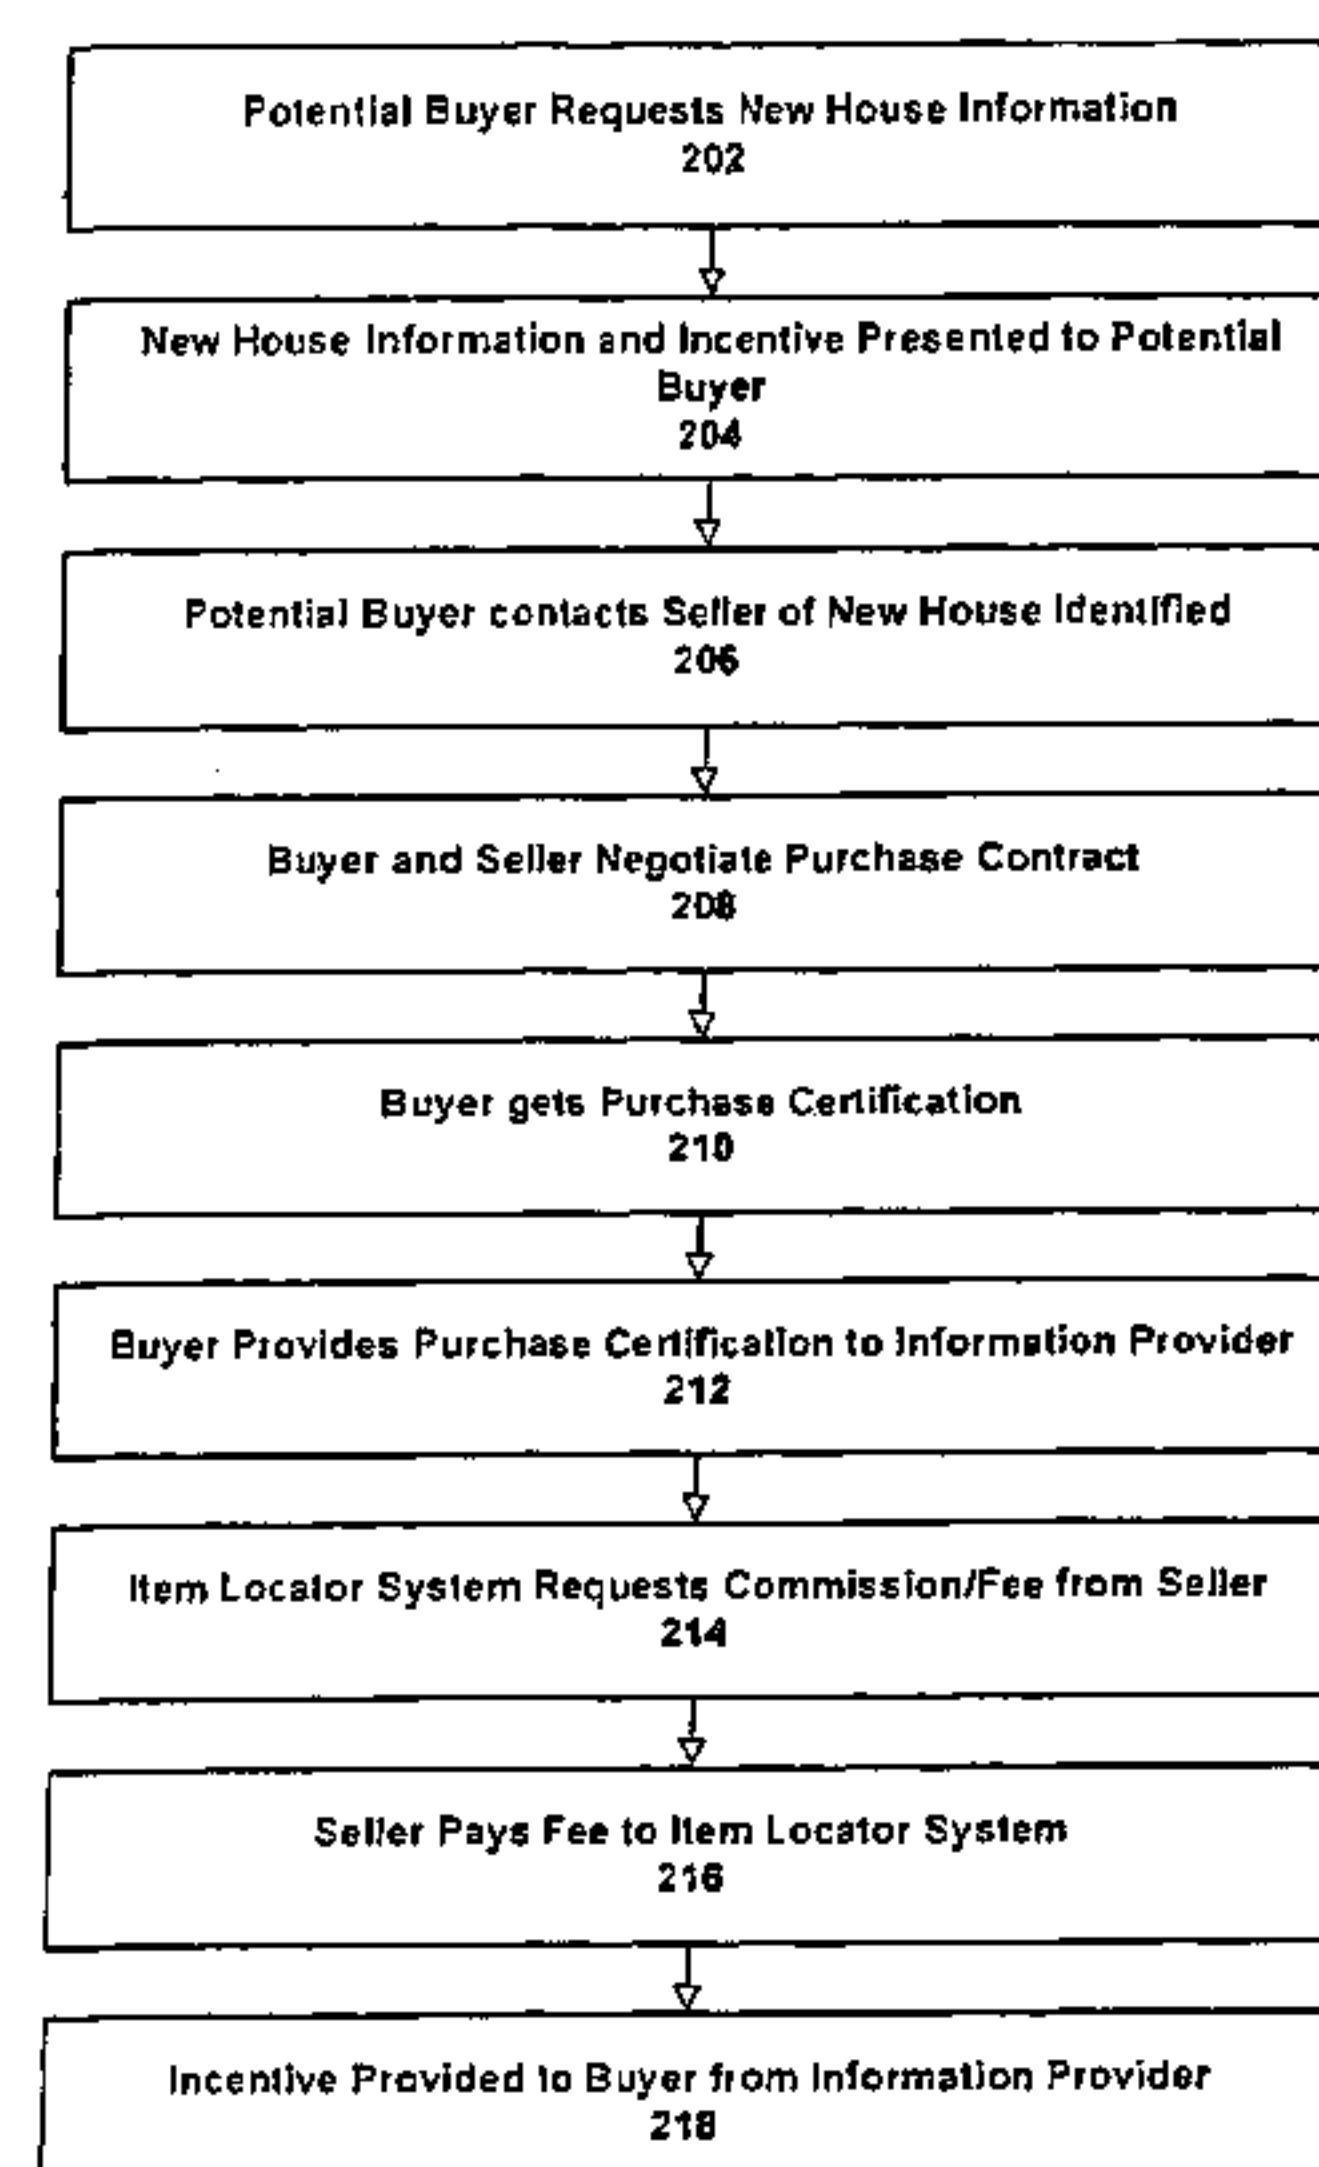 Potential Buyer Requests New House Information
202
New House Information and Incentive Presented to Potential
Buyer
204
Potential Buyer contacts Seller of New House Identified
206
Buyer and Seller Negotiate Purchase Contract
208
Buyer gets Purchase Certification
210
Buyer Provides Purchase Certification to Information Provider
212
Item Locator System Requests Commission/Fee from Seller
214
Seller Pays Fee to Item Locator System
216
Incentive Provided to Buyer from Information Provider
218